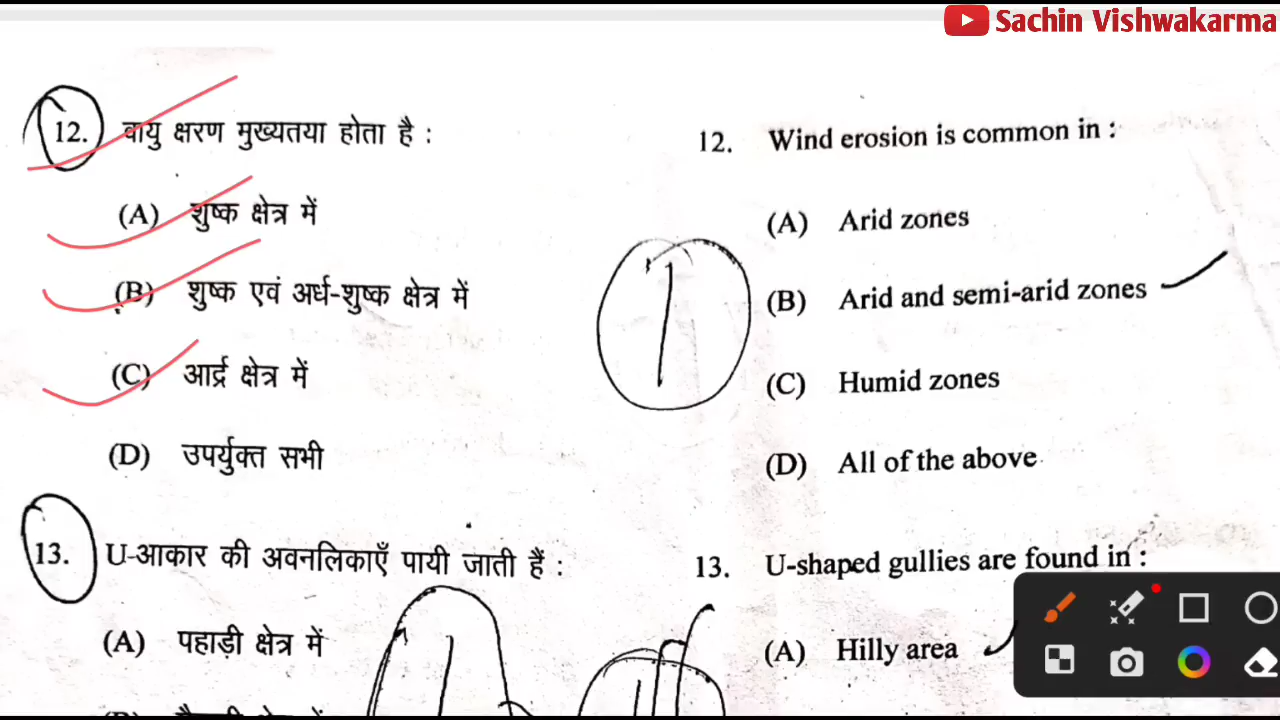 Sachin Vishwakarma
12. वायु क्षरण मुख्यतया होता है :
(A) शुष्क क्षेत्र में
(B) शुष्क एवं अर्ध-शुष्क क्षेत्र में
(C) आर्द्र क्षेत्र में
(D) उपर्युक्त सभी
13. U-आकार की अवनलिकाएँ पायी जाती हैं :
(A) पहाड़ी क्षेत्र में
12. Wind erosion is common in :
(A) Arid zones
(B) Arid and semi-arid zones
(C) Humid zones
(D) All of the above
13. U-shaped gullies are found in :
(A) Hilly area